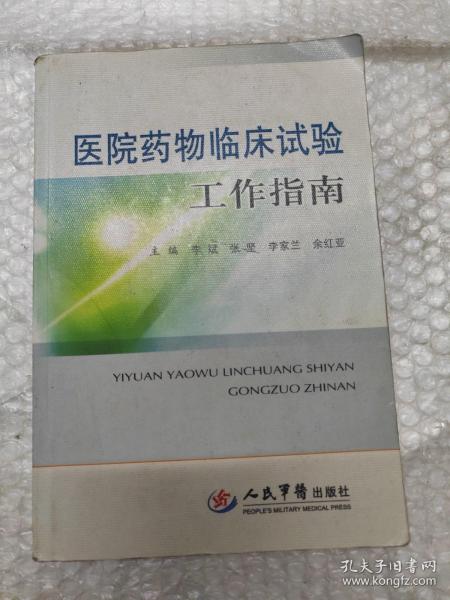 医院药物临床试验
工作指南
主编 李斌 张坚 李家兰 余红亚
YIYUAN YAOWU LINCHUANG SHIYAN
GONGZUO ZHINAN
人民军医出版社
PEOPLE'S MILITARY MEDICAL PRESS
孔夫子旧书网
www.kongfz.com